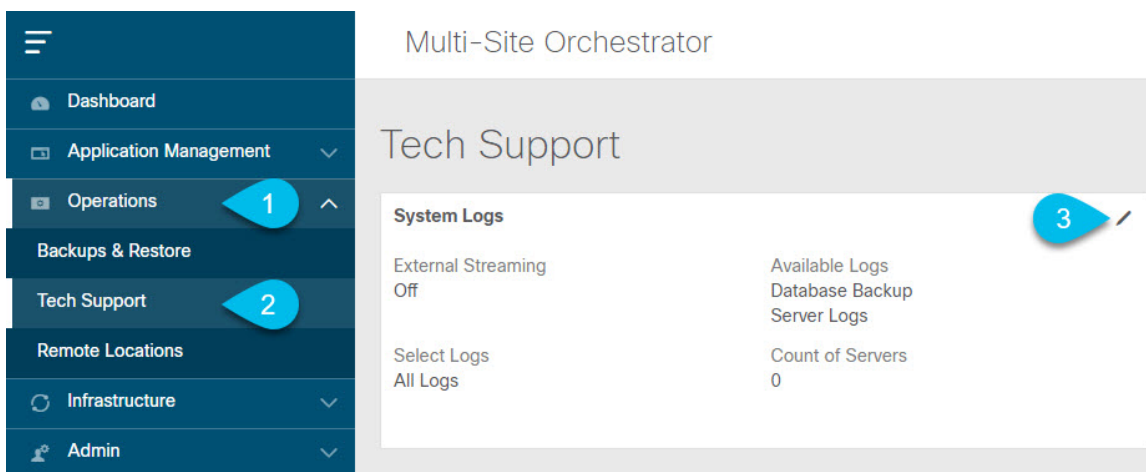 Multi-Site Orchestrator
Dashboard
Application Management
Operations
1
Backups & Restore
Tech Support
2
Remote Locations
Infrastructure
Admin
Tech Support
System Logs
3
External Streaming
Off
Available Logs
Database Backup
Server Logs
Select Logs
All Logs
Count of Servers
0